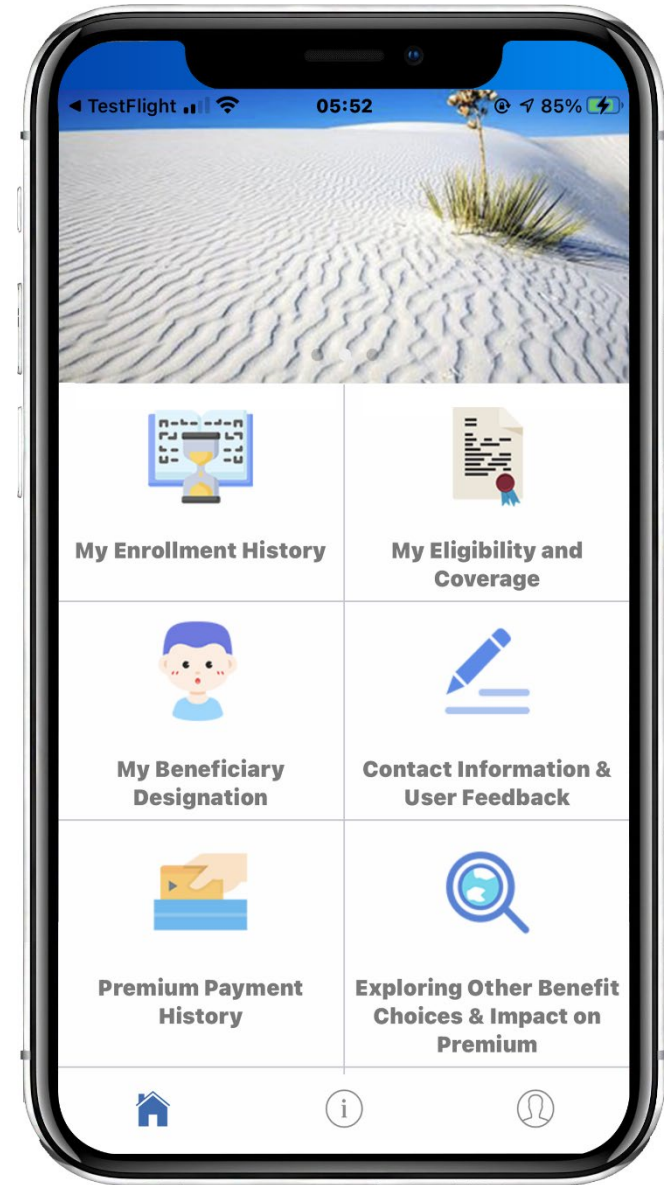 ◀ TestFlight 05:52 85%
My Enrollment History
My Eligibility and
Coverage
My Beneficiary
Designation
Contact Information &
User Feedback
Premium Payment
History
Exploring Other Benefit
Choices & Impact on
Premium
i